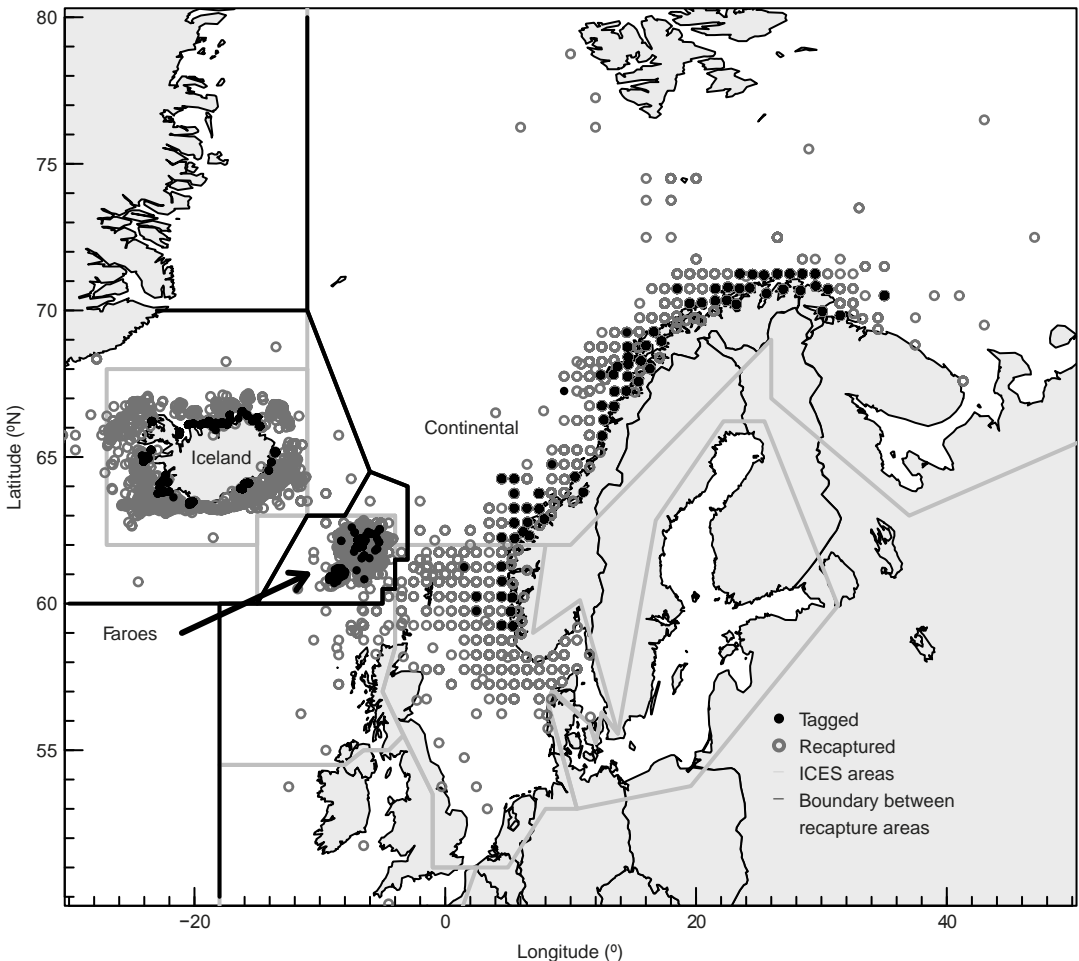 80
75
70
65
60
55
Latitude (ºN)
Continental
Iceland
Faroes
Tagged
Recaptured
ICES areas
Boundary between
recapture areas
−20
0
20
40
Longitude (º)